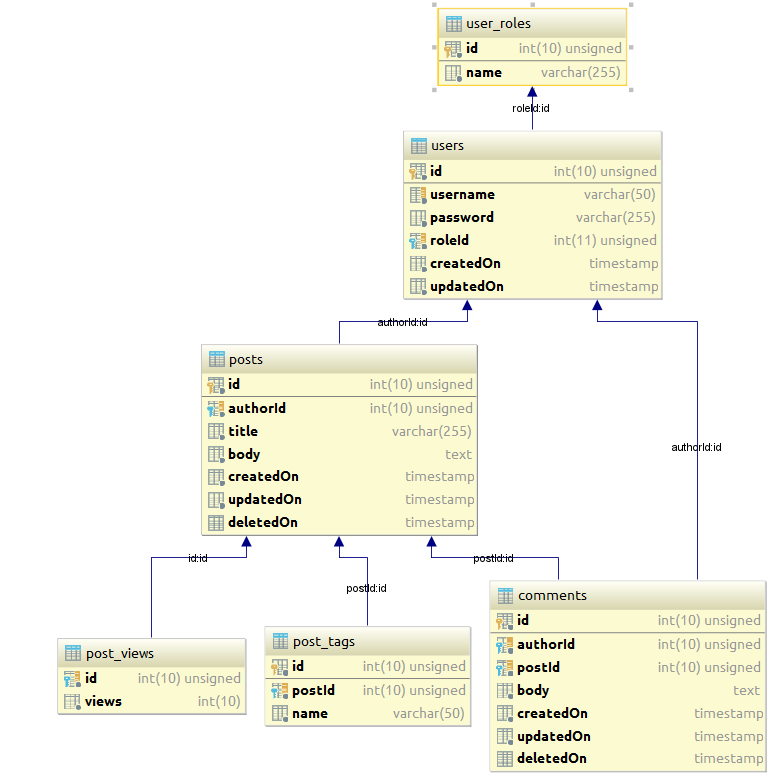 user_roles
id int(10) unsigned
name varchar(255)
roleId:id
users
id int(10) unsigned
username varchar(50)
password varchar(255)
roleId int(11) unsigned
createdOn timestamp
updatedOn timestamp
authorId:id
posts
id int(10) unsigned
authorId int(10) unsigned
title varchar(255)
body text
createdOn timestamp
updatedOn timestamp
deletedOn timestamp
authorId:id
id:id
postId:id
postId:id
post_views
id int(10) unsigned
views int(10)
post_tags
id int(10) unsigned
postId int(10) unsigned
name varchar(50)
comments
id int(10) unsigned
authorId int(10) unsigned
postId int(10) unsigned
body text
createdOn timestamp
updatedOn timestamp
deletedOn timestamp